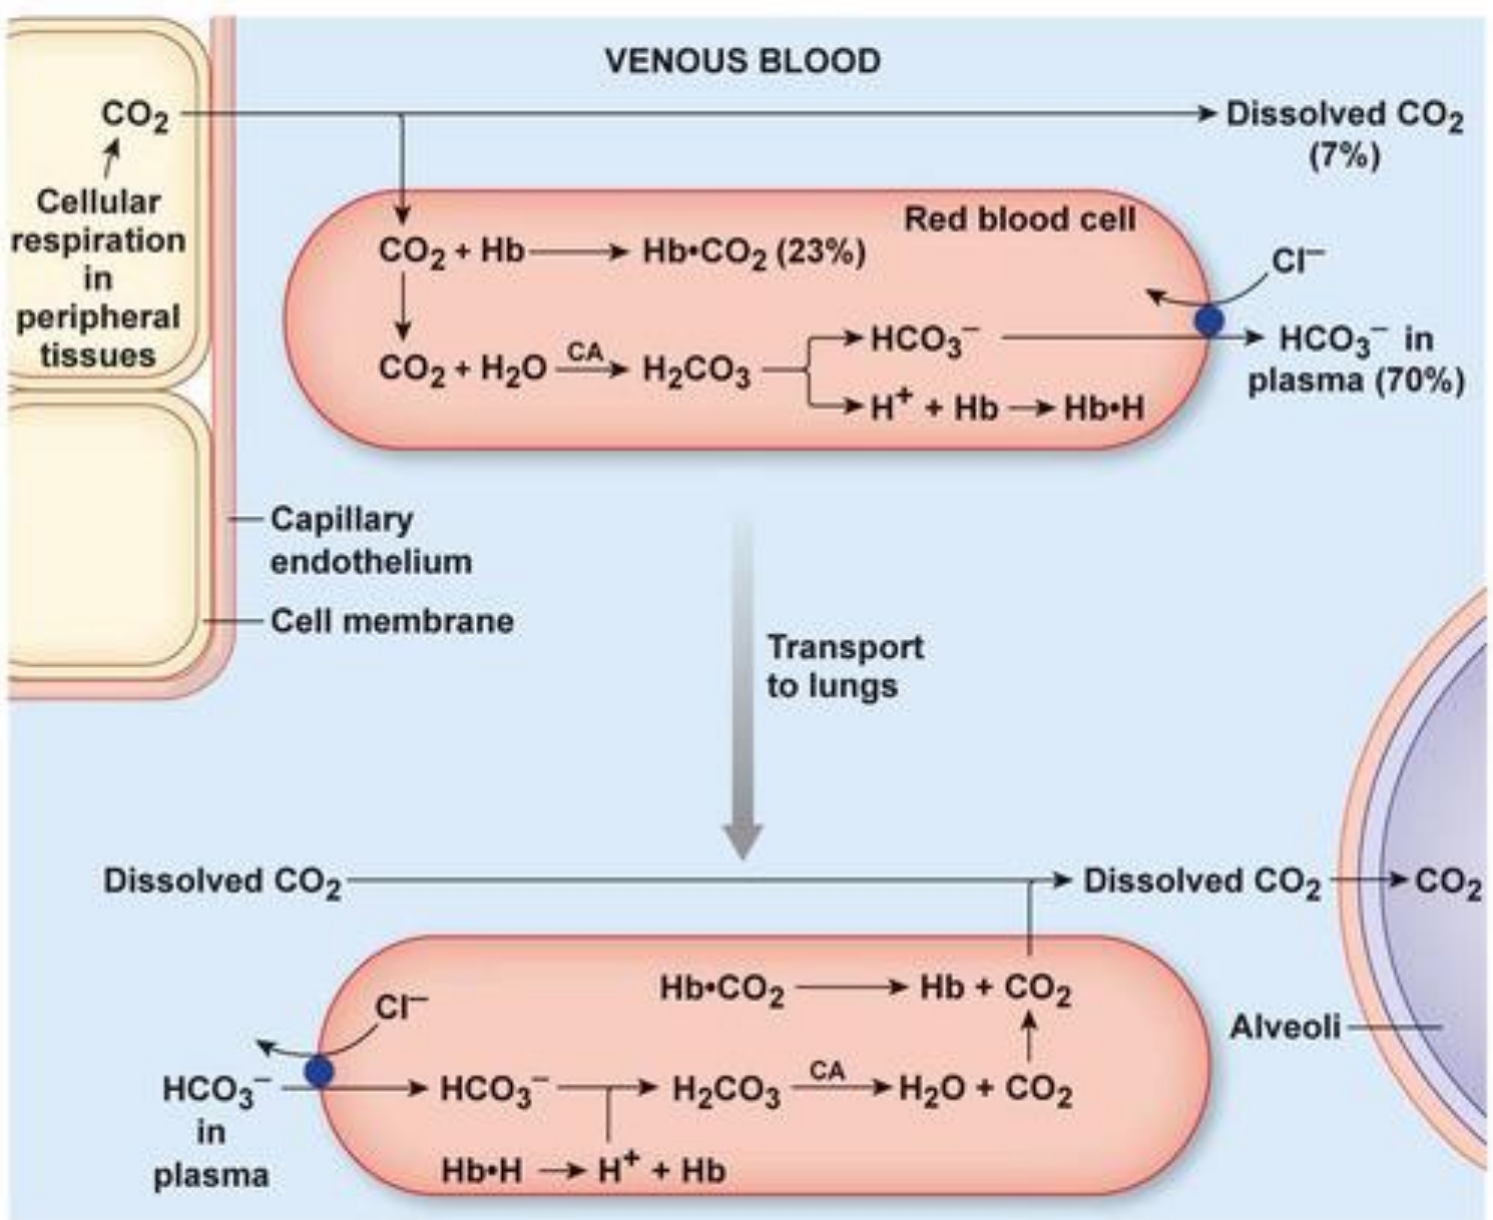 VENOUS BLOOD
CO₂
Dissolved CO₂
(7%)
Cellular
respiration
in
peripheral
tissues
Red blood cell
CO₂ + Hb → Hb•CO₂ (23%)
Cl⁻
CO₂ + H₂O CA → H₂CO₃
HCO₃⁻
H⁺ + Hb → Hb•H
HCO₃⁻ in
plasma (70%)
Capillary
endothelium
Cell membrane
Transport
to lungs
Dissolved CO₂ → Dissolved CO₂ → CO₂
Hb•CO₂ → Hb + CO₂
Cl⁻
Alveoli
HCO₃⁻
in
plasma
HCO₃⁻ → H₂CO₃ CA → H₂O + CO₂
Hb•H → H⁺ + Hb